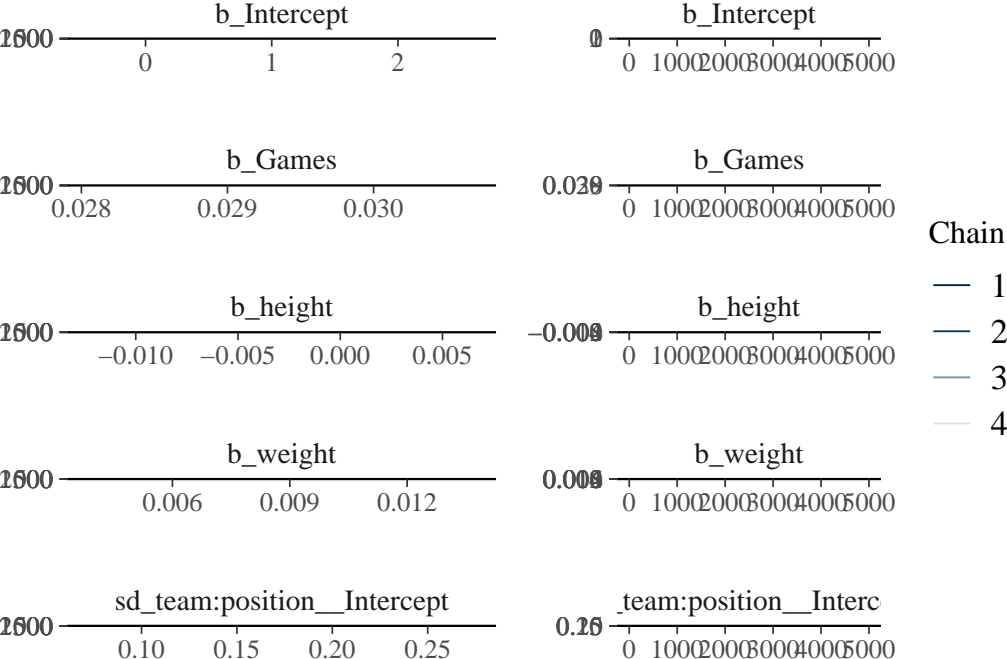 b_Intercept b_Intercept
0 1 2 0 1000 2000 3000 4000 5000
b_Games b_Games
0.028 0.029 0.030 0 1000 2000 3000 4000 5000
b_height b_height
−0.010 −0.005 0.000 0.005 0 1000 2000 3000 4000 5000
b_weight b_weight
0.006 0.009 0.012 0 1000 2000 3000 4000 5000
sd_team:position__Intercept _team:position__Interc
0.10 0.15 0.20 0.25 0 1000 2000 3000 4000 5000
Chain
1
2
3
4